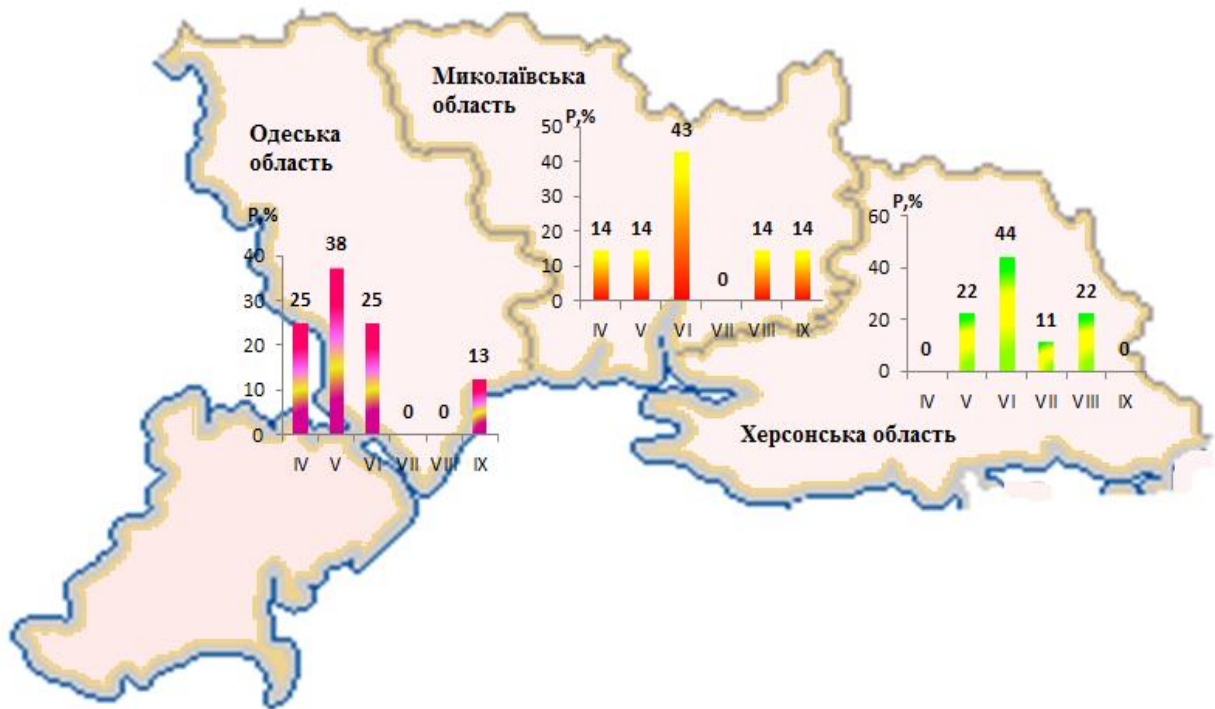 Миколаївська
область
P,%
50
40
30
20
10
0
14
14
43
0
14
14
IV
V
VI
VII
VIII
IX
Одеська
область
P,%
40
30
20
10
0
25
38
25
0
0
13
IV
V
VI
VII
VIII
IX
P,%
60
40
20
0
0
22
44
11
22
0
IV
V
VI
VII
VIII
IX
Херсонська область